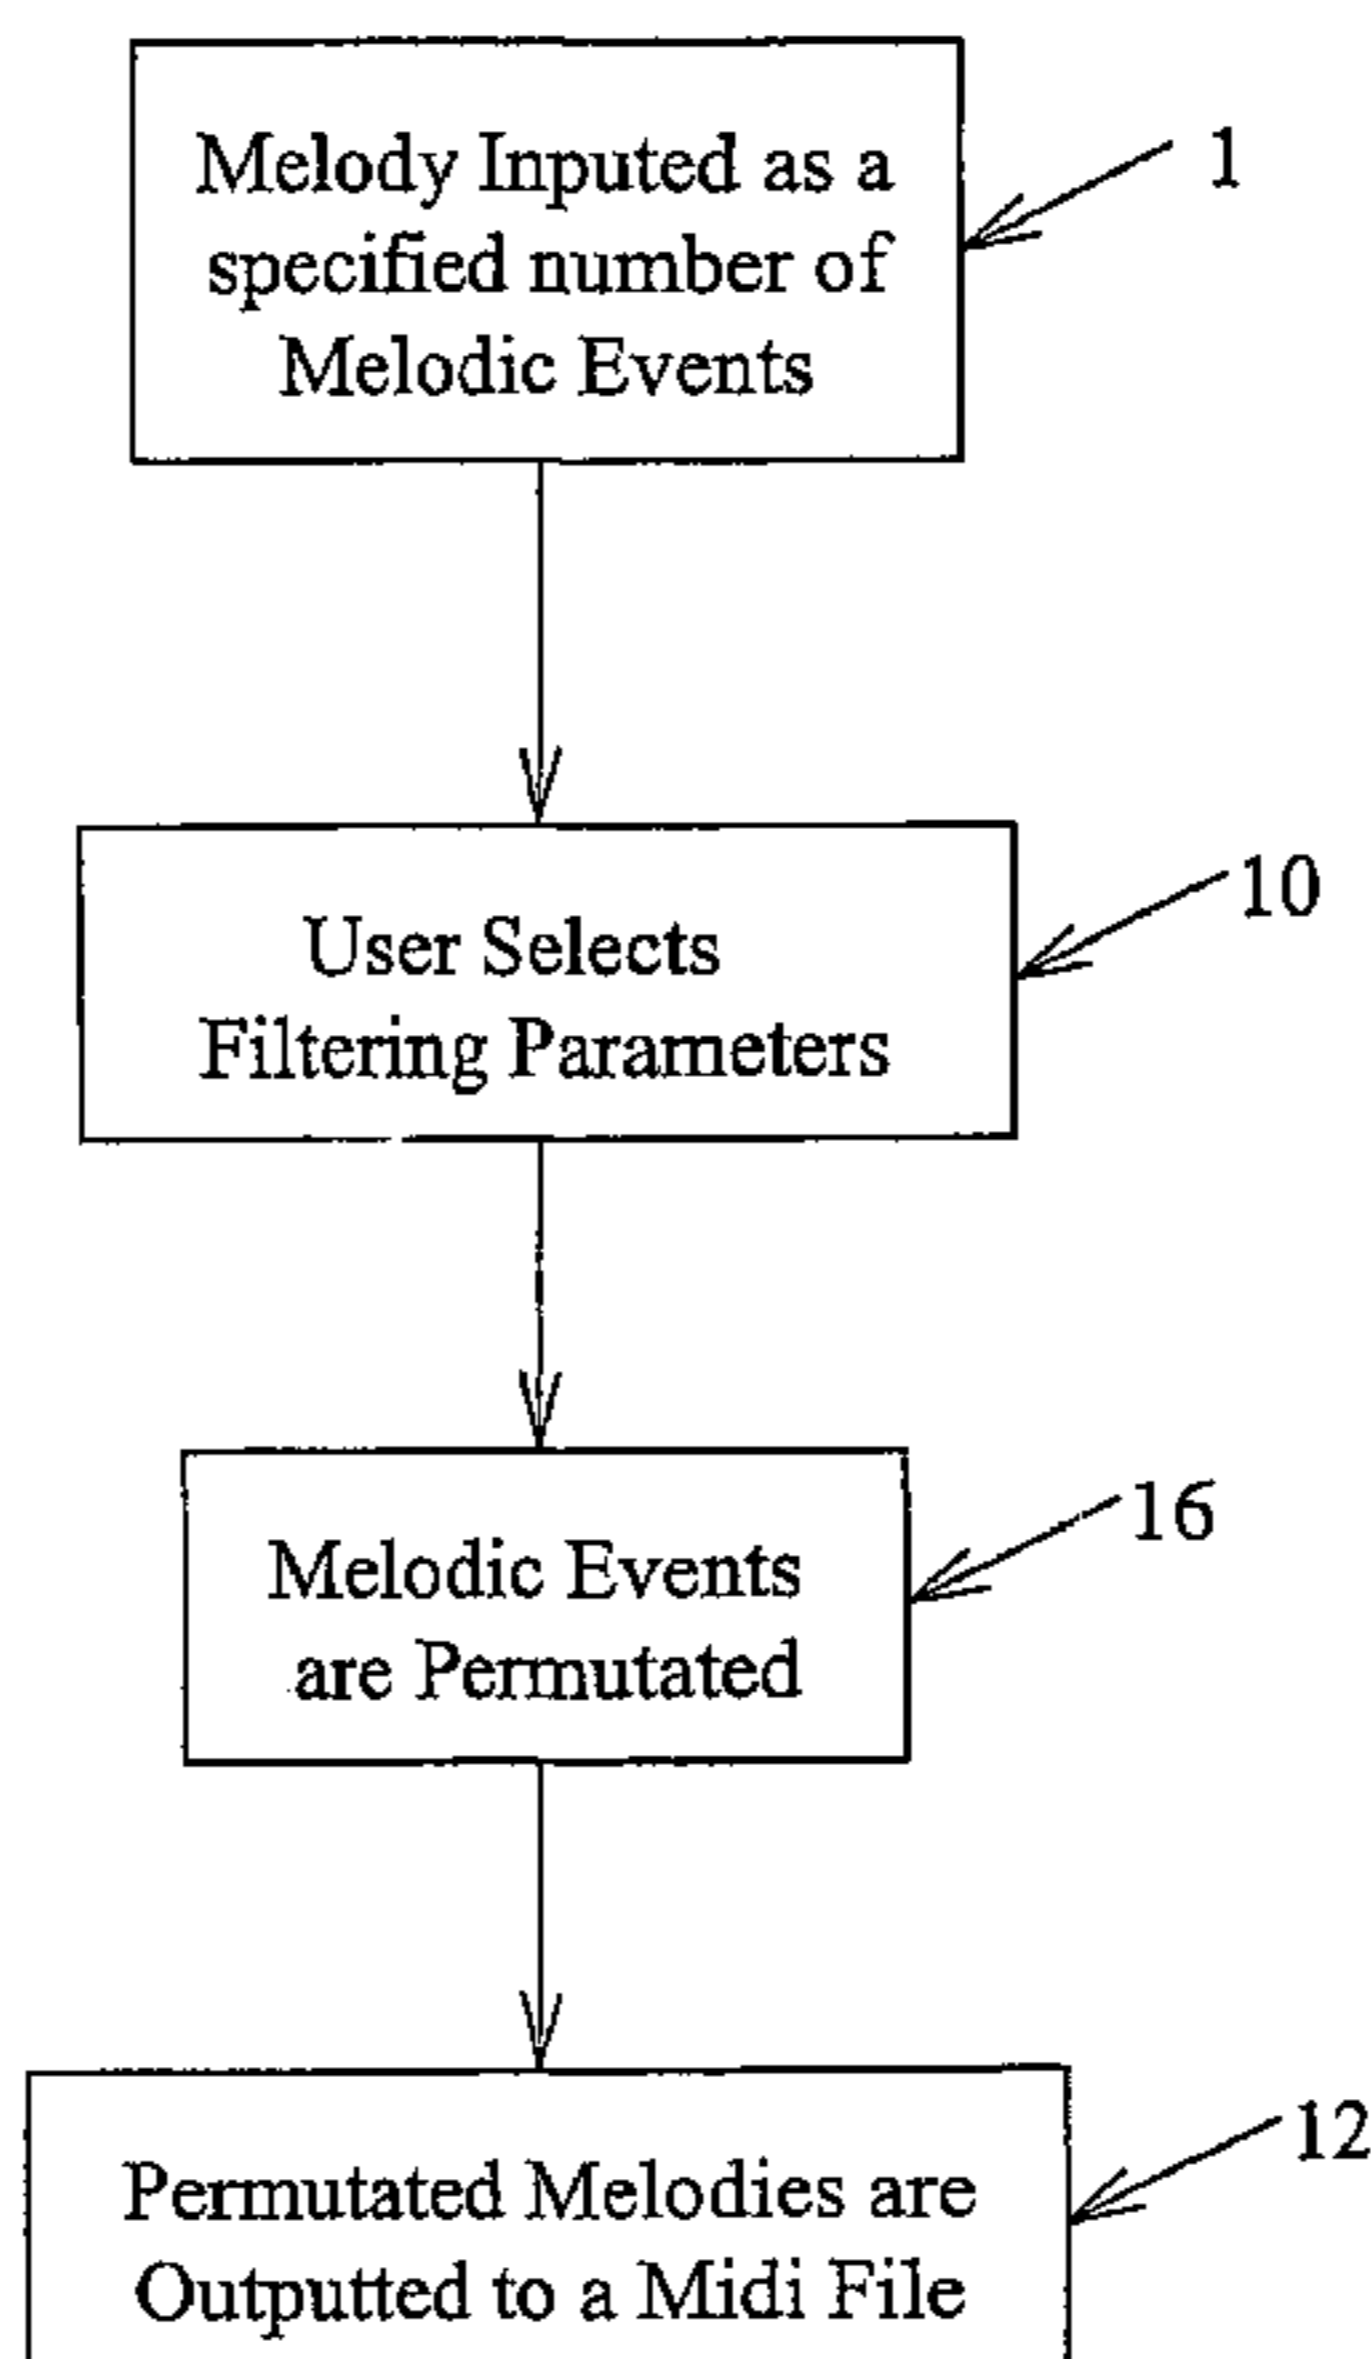 Melody Inputed as a
specified number of
Melodic Events
1
User Selects
Filtering Parameters
10
Melodic Events
are Permutated
16
Permutated Melodies are
Outputted to a Midi File
12